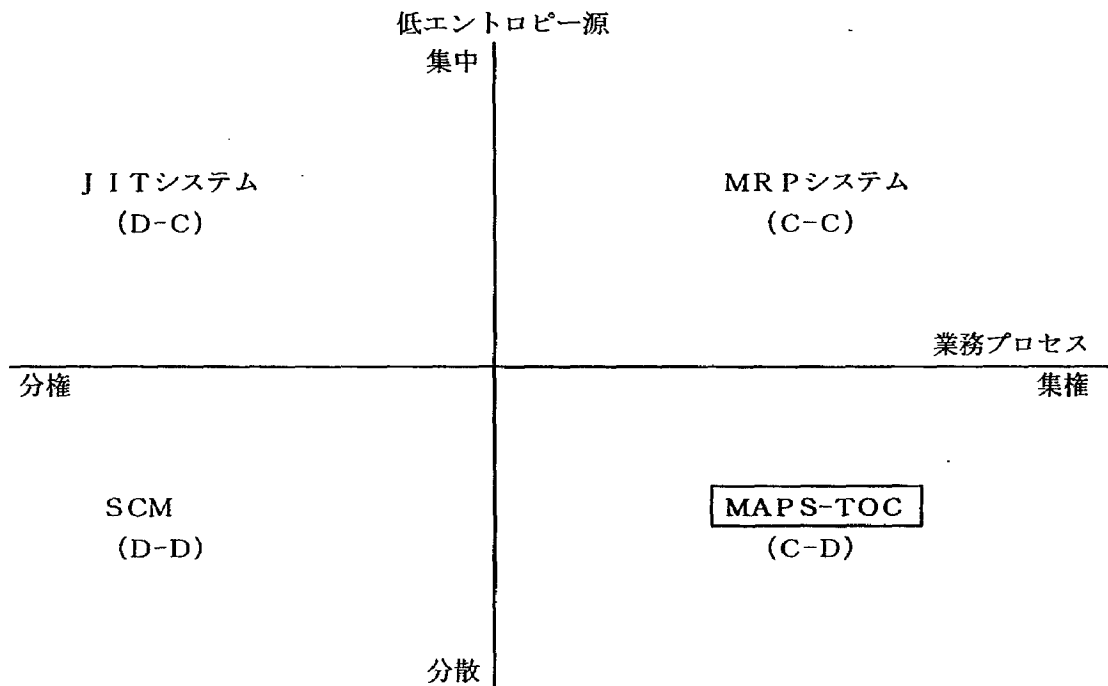 低エントロピー源
集中
ＪＩＴシステム
(D-C)
ＭＲＰシステム
(C-C)
業務プロセス
分権
集権
ＳＣＭ
(D-D)
ＭＡＰＳ-ＴＯＣ
(C-D)
分散